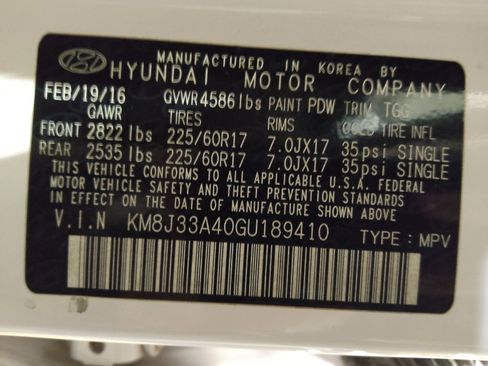 MANUFACTURED IN KOREA BY
HYUNDAI MOTOR COMPANY
FEB/19/16 GVWR 4586 lbs PAINT PDW TRIM TGG
GAWR TIRES RIMS COLD TIRE INFL
FRONT 2822 lbs 225/60R17 7.0JX17 35psi SINGLE
REAR 2535 lbs 225/60R17 7.0JX17 35psi SINGLE
THIS VEHICLE CONFORMS TO ALL APPLICABLE U.S.A. FEDERAL
MOTOR VEHICLE SAFETY AND THEFT PREVENTION STANDARDS
IN EFFECT ON THE DATE OF MANUFACTURE SHOWN ABOVE
V.I.N KM8J33A40GU189410 TYPE : MPV